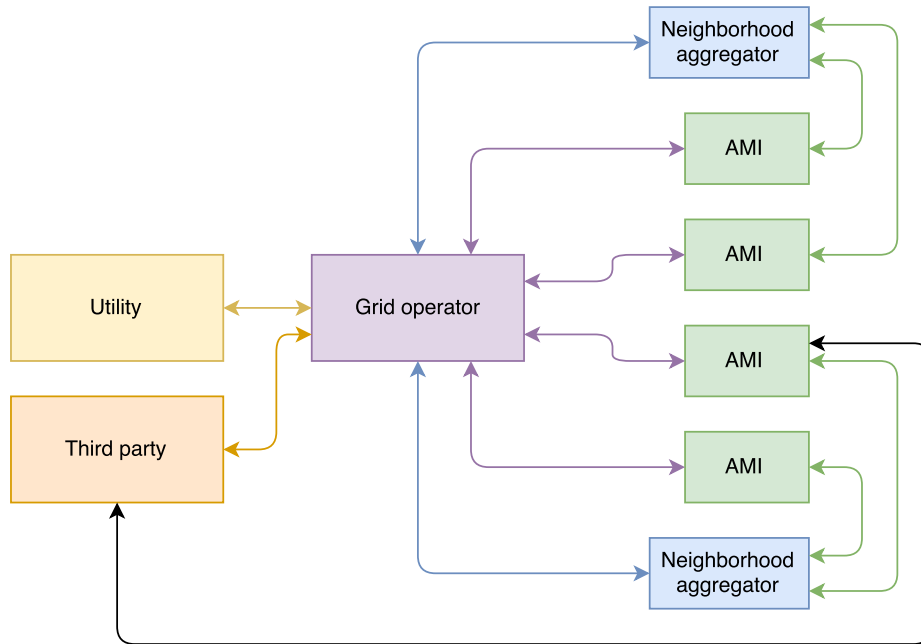 Neighborhood
aggregator
AMI
AMI
Utility
Grid operator
AMI
Third party
AMI
Neighborhood
aggregator